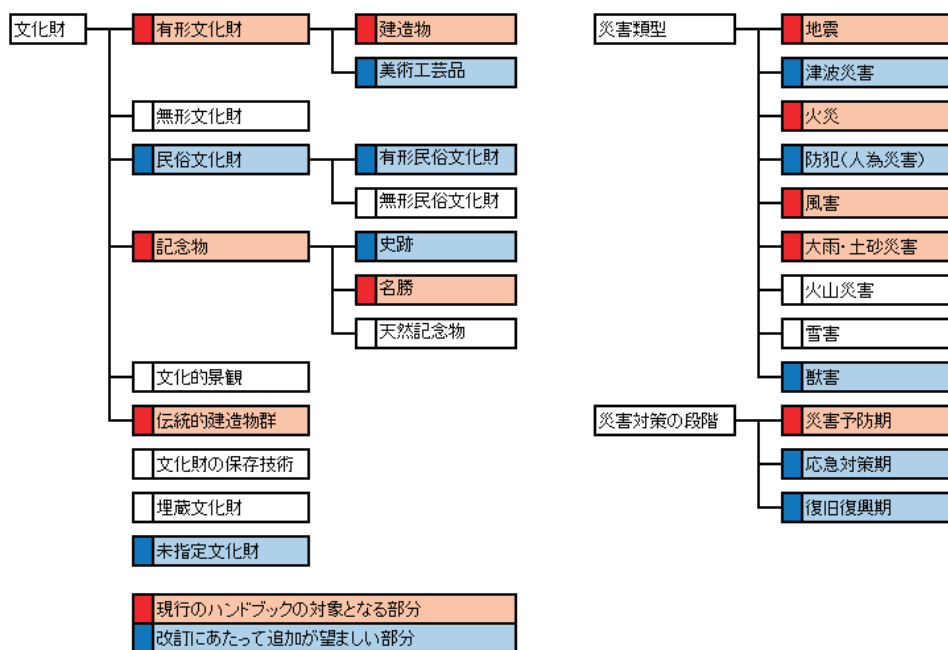 文化財
有形文化財
建造物
美術工芸品
無形文化財
民俗文化財
有形民俗文化財
無形民俗文化財
記念物
史跡
名勝
天然記念物
文化的景観
伝統的建造物群
文化財の保存技術
埋蔵文化財
未指定文化財
災害類型
地震
津波災害
火災
防犯(人為災害)
風害
大雨・土砂災害
火山災害
雪害
獣害
災害対策の段階
災害予防期
応急対策期
復旧復興期
現行のハンドブックの対象となる部分
改訂にあたって追加が望ましい部分